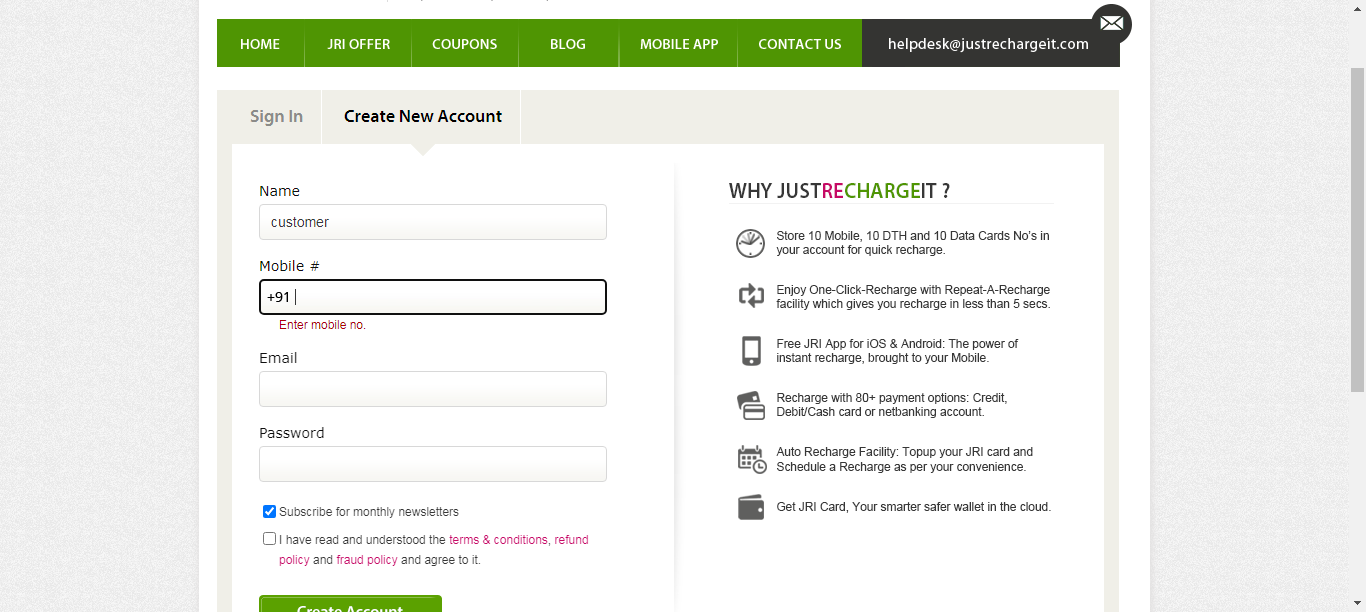 HOME JRI OFFER COUPONS BLOG MOBILE APP CONTACT US helpdesk@justrechargeit.com
Sign In Create New Account
Name
customer
Mobile #
+91
Enter mobile no.
Email
Password
Subscribe for monthly newsletters
I have read and understood the terms & conditions, refund
policy and fraud policy and agree to it.
Create Account
WHY JUSTRECHARGEIT ?
Store 10 Mobile, 10 DTH and 10 Data Cards No's in
your account for quick recharge.
Enjoy One-Click-Recharge with Repeat-A-Recharge
facility which gives you recharge in less than 5 secs.
Free JRI App for iOS & Android: The power of
instant recharge, brought to your Mobile.
Recharge with 80+ payment options: Credit,
Debit/Cash card or netbanking account.
Auto Recharge Facility: Topup your JRI card and
Schedule a Recharge as per your convenience.
Get JRI Card, Your smarter safer wallet in the cloud.